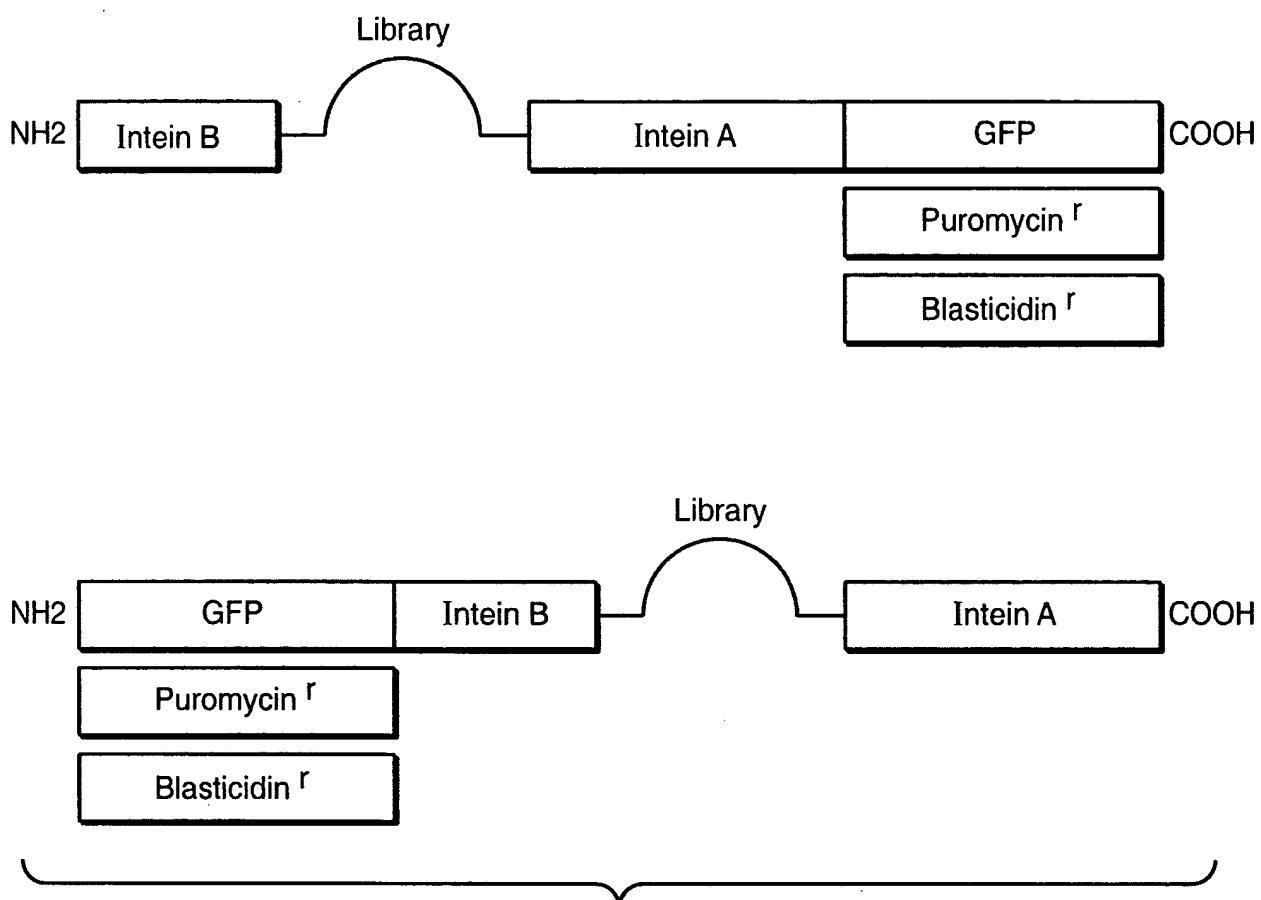 Library
NH2 Intein B Intein A GFP COOH
Puromycin r
Blasticidin r
Library
NH2 GFP Intein B Intein A COOH
Puromycin r
Blasticidin r